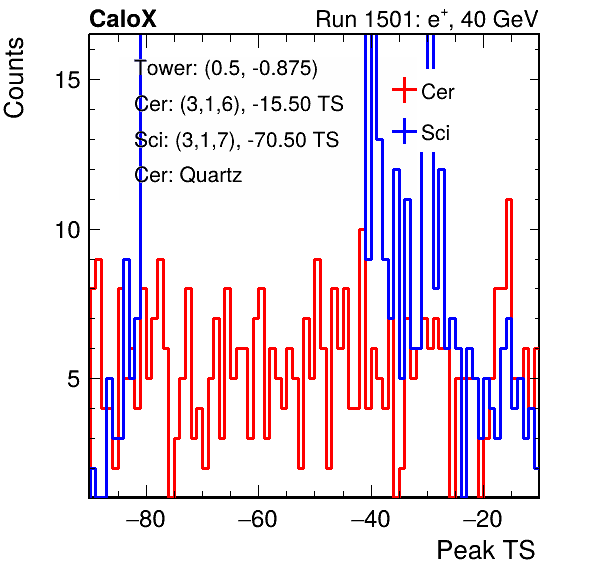 CaloX Run 1501: e⁺, 40 GeV
Counts
Tower: (0.5, -0.875)
Cer: (3,1,6), -15.50 TS
Sci: (3,1,7), -70.50 TS
Cer: Quartz
Cer
Sci
15
10
5
−80 −60 −40 −20
Peak TS